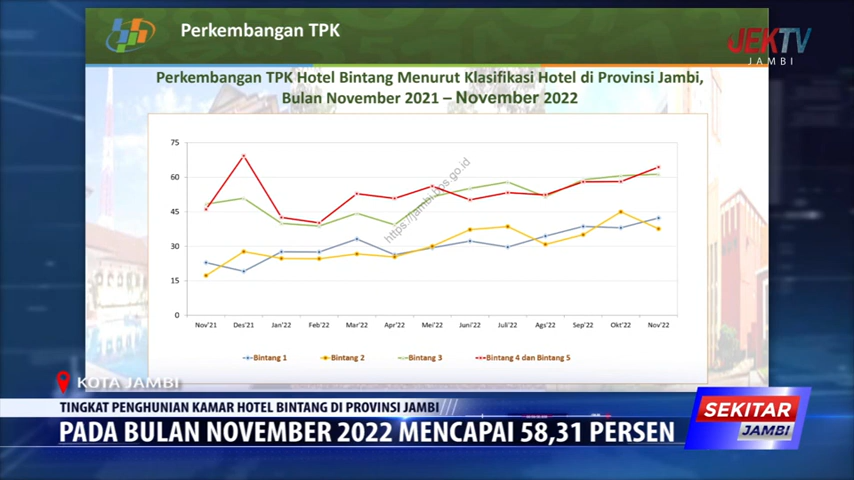 Perkembangan TPK
JEKTV
JAMBI
Perkembangan TPK Hotel Bintang Menurut Klasifikasi Hotel di Provinsi Jambi,
Bulan November 2021 – November 2022
75
60
45
30
15
0
https://jambi.bps.go.id
Nov'21 Des'21 Jan'22 Feb'22 Mar'22 Apr'22 Mei'22 Juni'22 Juli'22 Ags'22 Sep'22 Okt'22 Nov'22
Bintang 1 Bintang 2 Bintang 3 Bintang 4 dan Bintang 5
KOTA JAMBI
TINGKAT PENGHUNIAN KAMAR HOTEL BINTANG DI PROVINSI JAMBI
PADA BULAN NOVEMBER 2022 MENCAPAI 58,31 PERSEN
SEKITAR
JAMBI